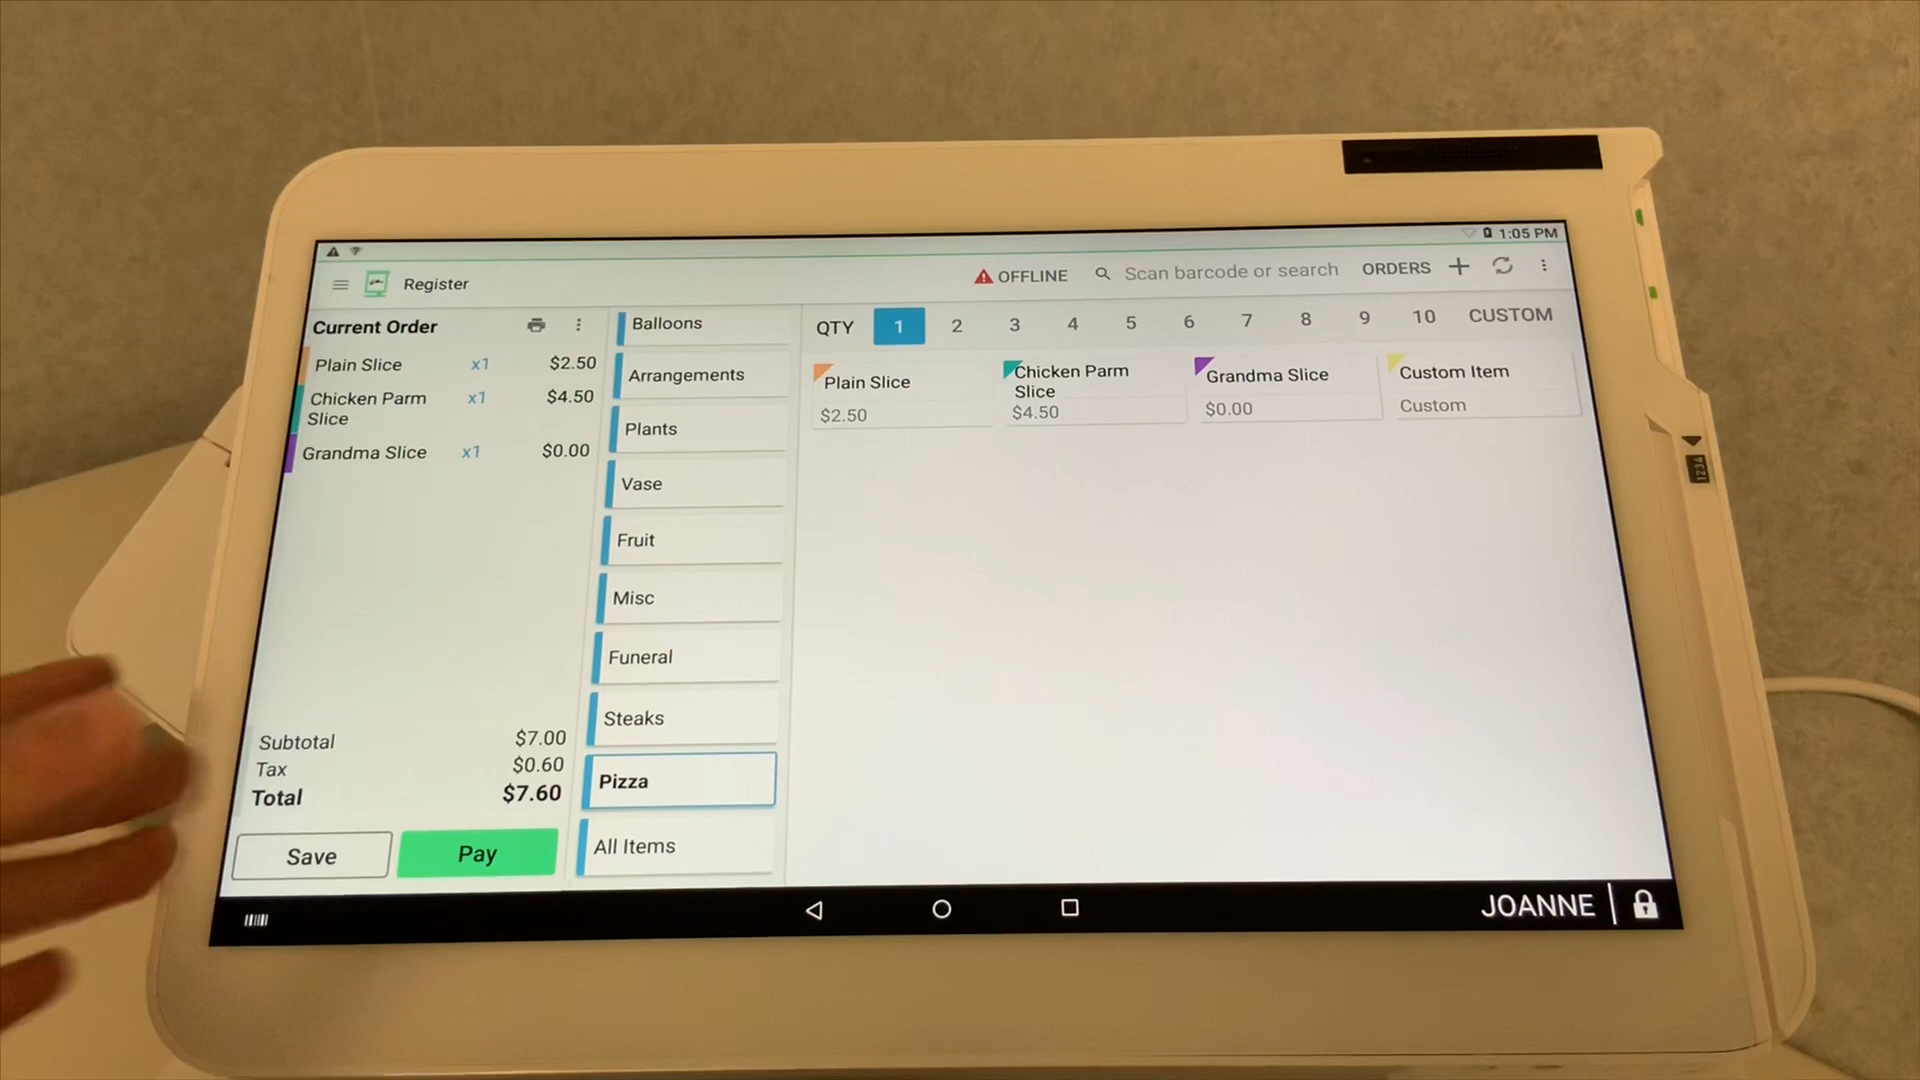 1:05 PM
Register
OFFLINE
Scan barcode or search
ORDERS
Current Order
Plain Slice x1 $2.50
Chicken Parm x1 $4.50
Slice
Grandma Slice x1 $0.00
Subtotal $7.00
Tax $0.60
Total $7.60
Save
Pay
Balloons
Arrangements
Plants
Vase
Fruit
Misc
Funeral
Steaks
Pizza
All Items
QTY 1 2 3 4 5 6 7 8 9 10 CUSTOM
Plain Slice
$2.50
Chicken Parm
Slice
$4.50
Grandma Slice
$0.00
Custom Item
Custom
JOANNE
1234